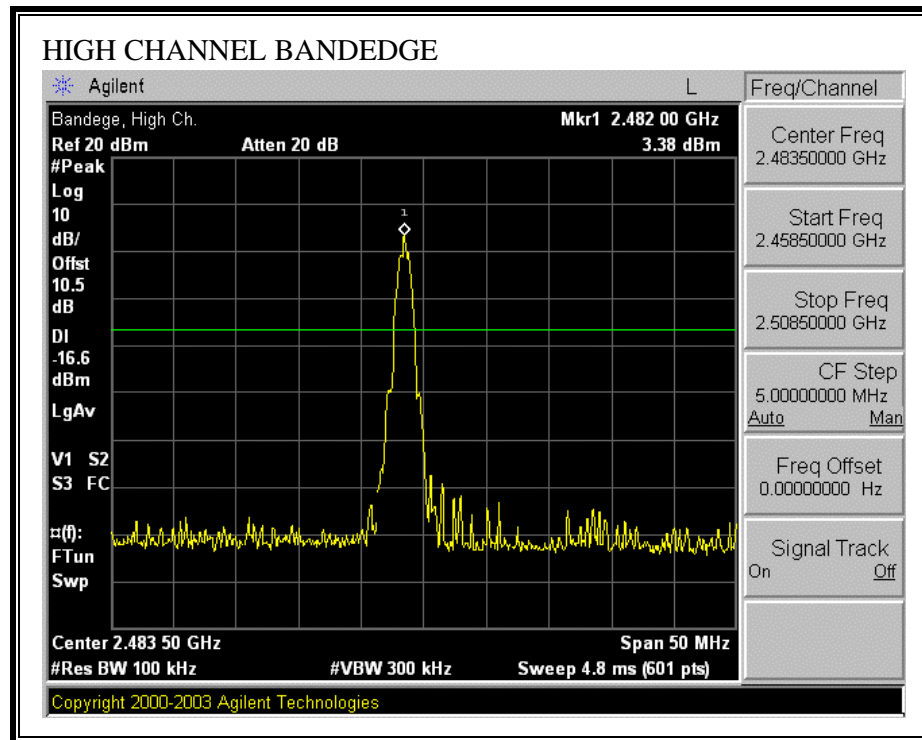 HIGH CHANNEL BANDEDGE
Agilent
L
Freq/Channel
Bandege, High Ch.
Mkr1 2.482 00 GHz
Ref 20 dBm
Atten 20 dB
3.38 dBm
#Peak
Log
10
dB/
Offst
10.5
dB
DI
-16.6
dBm
LgAv
V1 S2
S3 FC
¤(f):
FTun
Swp
1
Center 2.483 50 GHz
Span 50 MHz
#Res BW 100 kHz
#VBW 300 kHz
Sweep 4.8 ms (601 pts)
Center Freq
2.48350000 GHz
Start Freq
2.45850000 GHz
Stop Freq
2.50850000 GHz
CF Step
5.00000000 MHz
Auto Man
Freq Offset
0.00000000 Hz
Signal Track
On Off
Copyright 2000-2003 Agilent Technologies